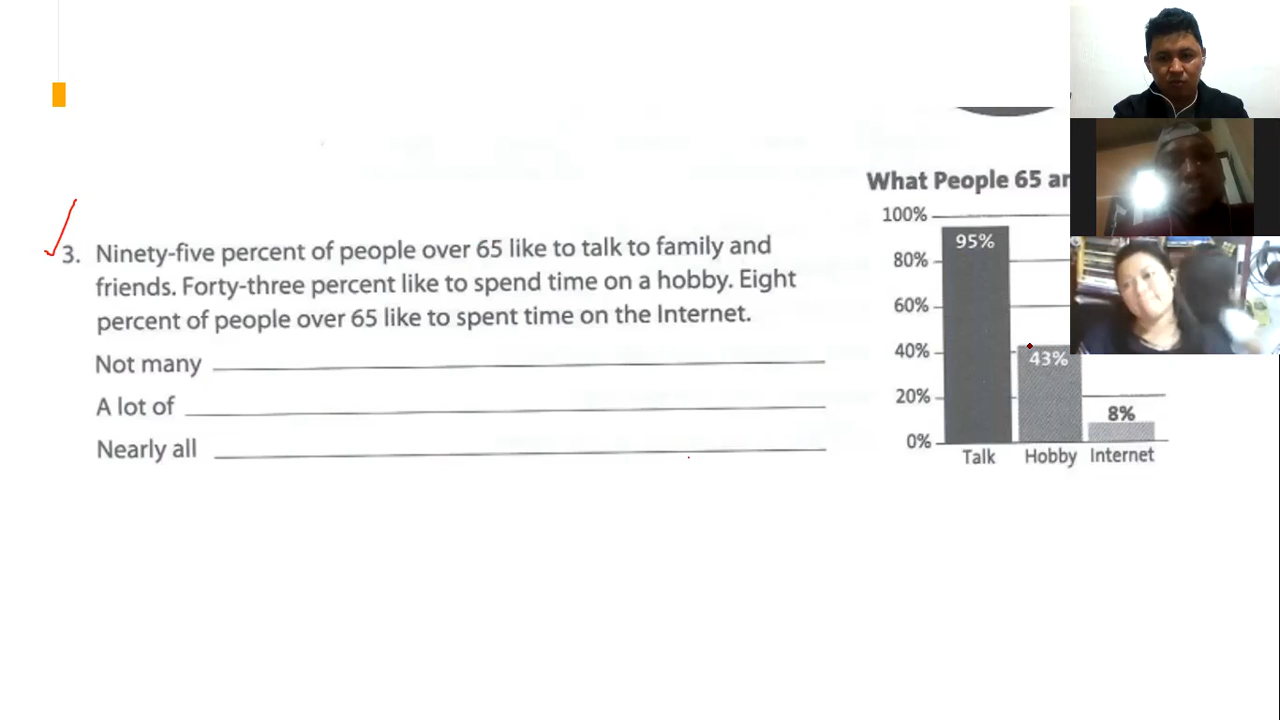 What People 65 an
3. Ninety-five percent of people over 65 like to talk to family and
friends. Forty-three percent like to spend time on a hobby. Eight
percent of people over 65 like to spent time on the Internet.
Not many
A lot of
Nearly all
100%
80%
60%
40%
20%
0%
95%
43%
8%
Talk Hobby Internet